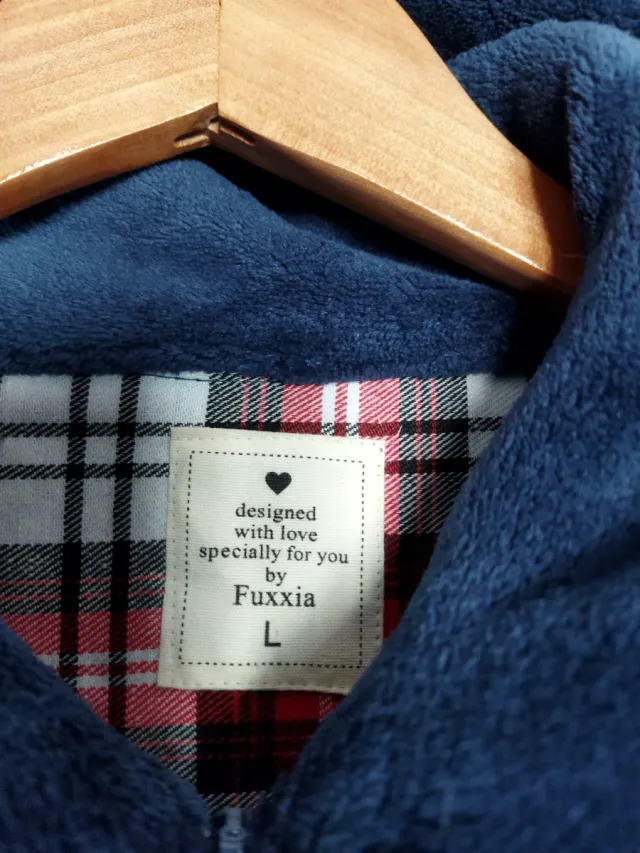 designed
with love
specially for you
by
Fuxxia
L